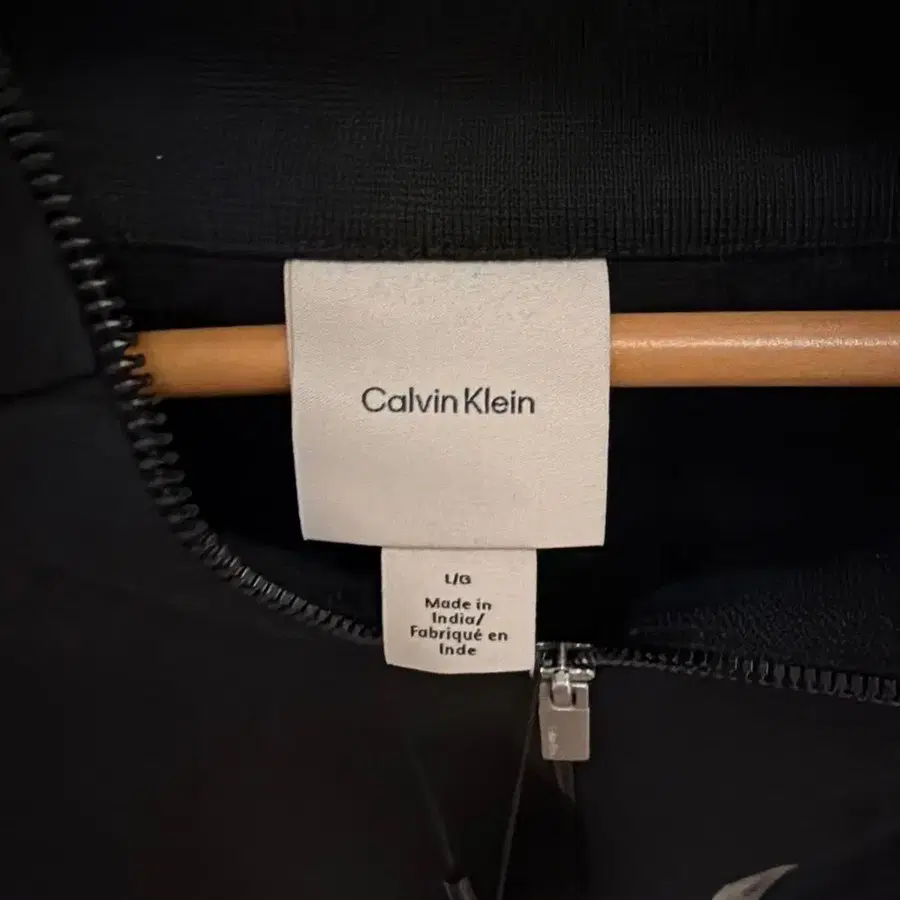 Calvin Klein
L/G
Made in
India/
Fabriqué en
Inde